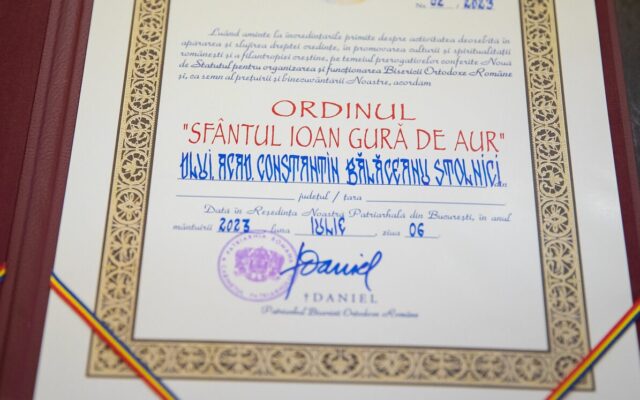 No. 02 / 2023
Luând aminte la încredințările primite despre activitatea deosebită în
apărarea și slujirea dreptei credințe, în promovarea culturii și spiritualității
românești și a filantropiei creștine, pe temeiul prerogativelor conferite Nouă
de Statutul pentru organizarea și funcționarea Bisericii Ortodoxe Române
și, ca semn al prețuirii și binecuvântării Noastre, acordăm
ORDINUL
"SFÂNTUL IOAN GURĂ DE AUR"
DLUI ACAD. CONSTANTIN BĂLĂCEANU STOLNICI
județul / țara
Dată în Reședința Noastră Patriarhală din București, în anul
mântuirii 2023 luna IULIE, ziua 06.
PATRIARHIA ROMÂNĂ
Daniel
† DANIEL
Patriarhul Bisericii Ortodoxe Române